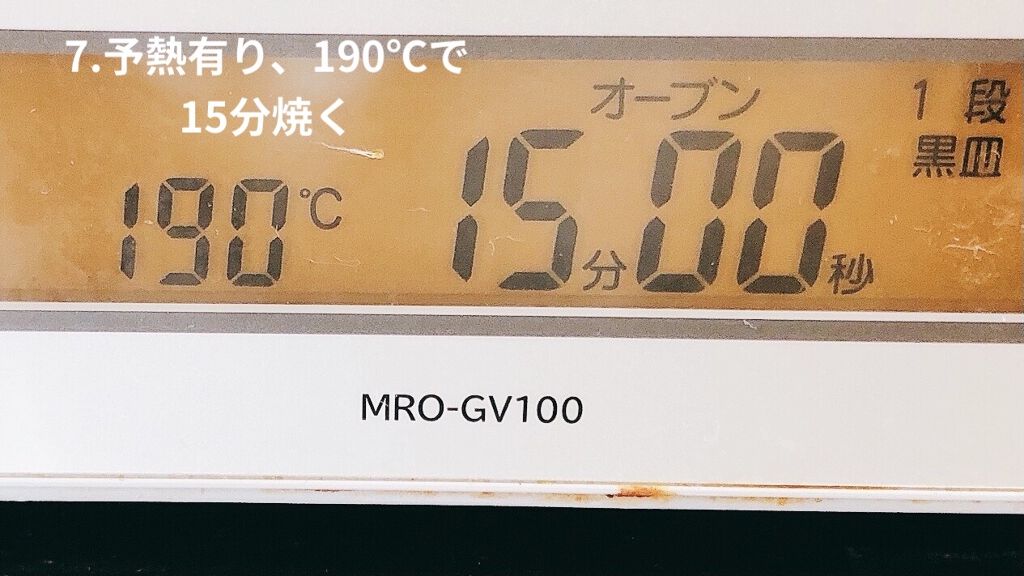 7.予熱有り、190℃で
15分焼く
オーブン
1 段
黒皿
190℃
15分00秒
MRO-GV100